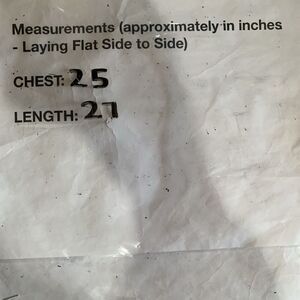 Measurements (approximately in inches
- Laying Flat Side to Side)
CHEST: 25
LENGTH: 27